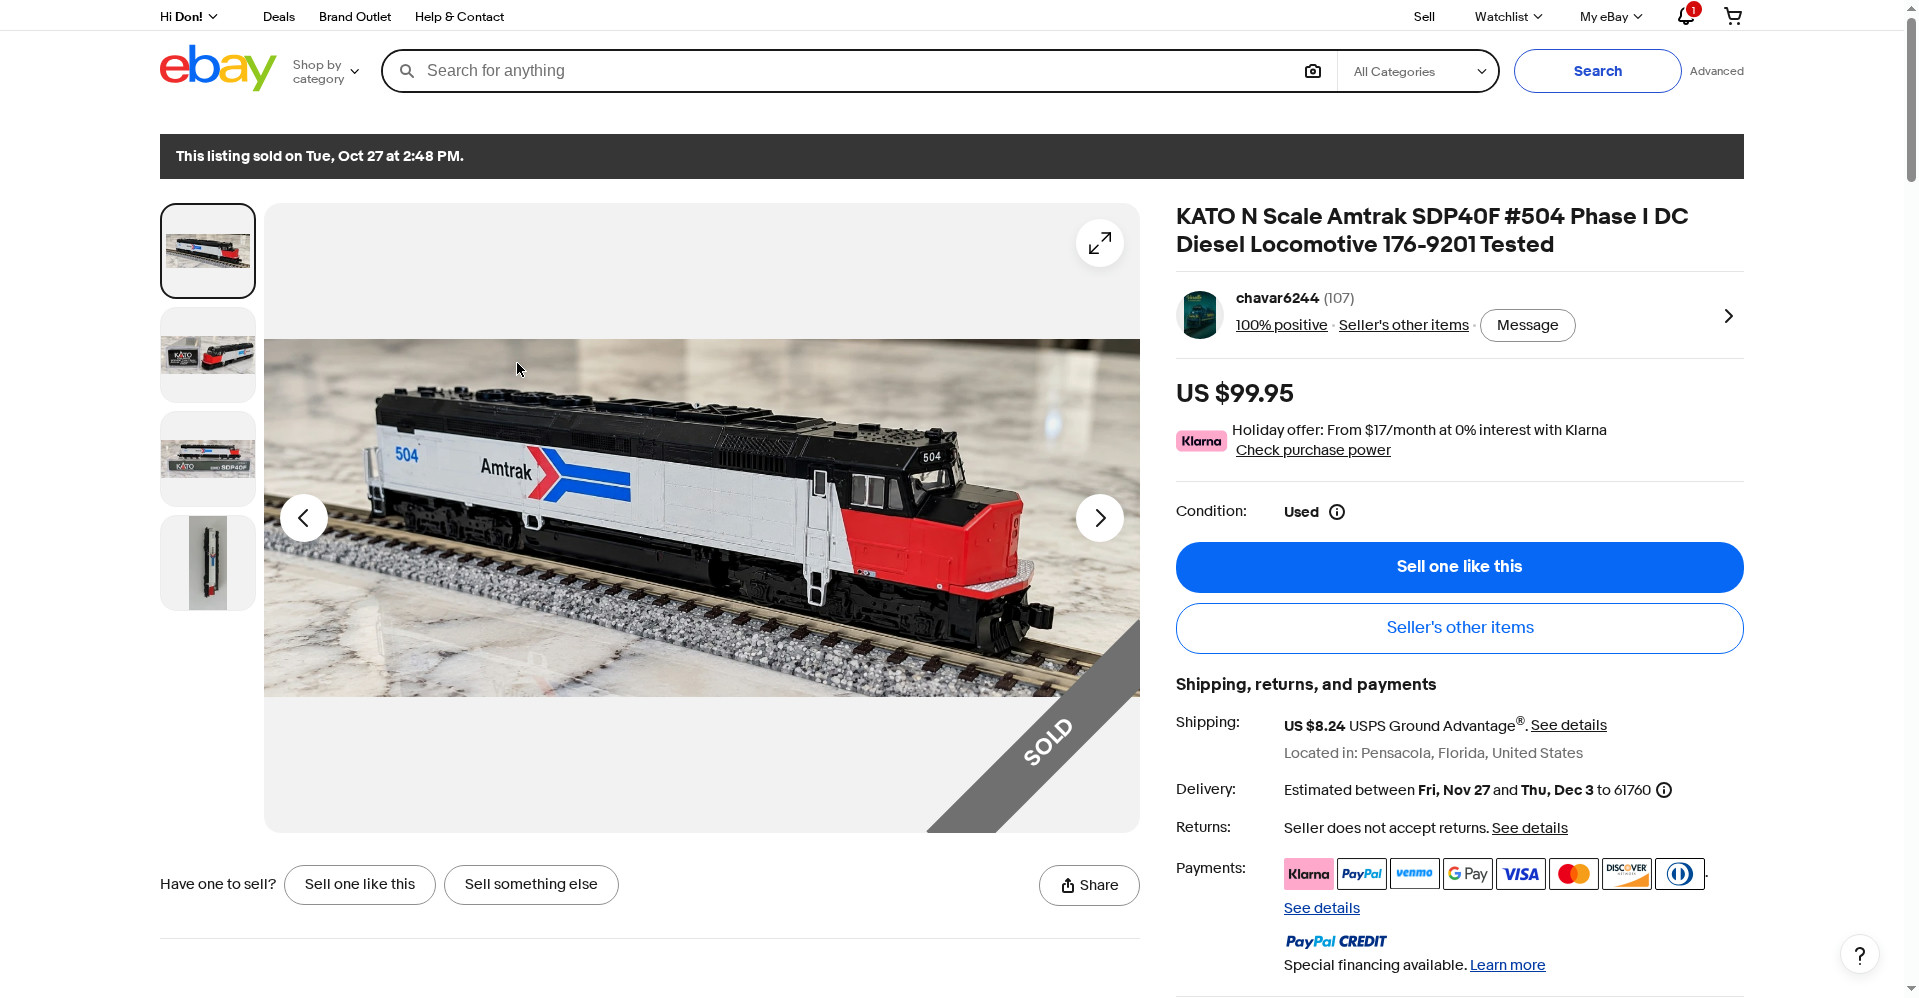 Hi Don!
Deals
Brand Outlet
Help & Contact
Sell
Watchlist
My eBay
1
ebay
Shop by
category
Search for anything
All Categories
Search
Advanced
This listing sold on Tue, Oct 27 at 2:48 PM.
KATO N Scale Amtrak SDP40F #504 Phase I DC
Diesel Locomotive 176-9201 Tested
chavar6244 (107)
100% positive · Seller's other items · Message
US $99.95
Klarna
Holiday offer: From $17/month at 0% interest with Klarna
Check purchase power
Condition: Used
Sell one like this
Seller's other items
504
Amtrak
504
SOLD
KATO
KATO SDP40F
Shipping, returns, and payments
Shipping: US $8.24 USPS Ground Advantage®. See details
Located in: Pensacola, Florida, United States
Delivery: Estimated between Fri, Nov 27 and Thu, Dec 3 to 61760
Returns: Seller does not accept returns. See details
Payments: Klarna PayPal venmo G Pay VISA DISCOVER
See details
PayPal CREDIT
Special financing available. Learn more
Have one to sell? Sell one like this Sell something else
Share
?